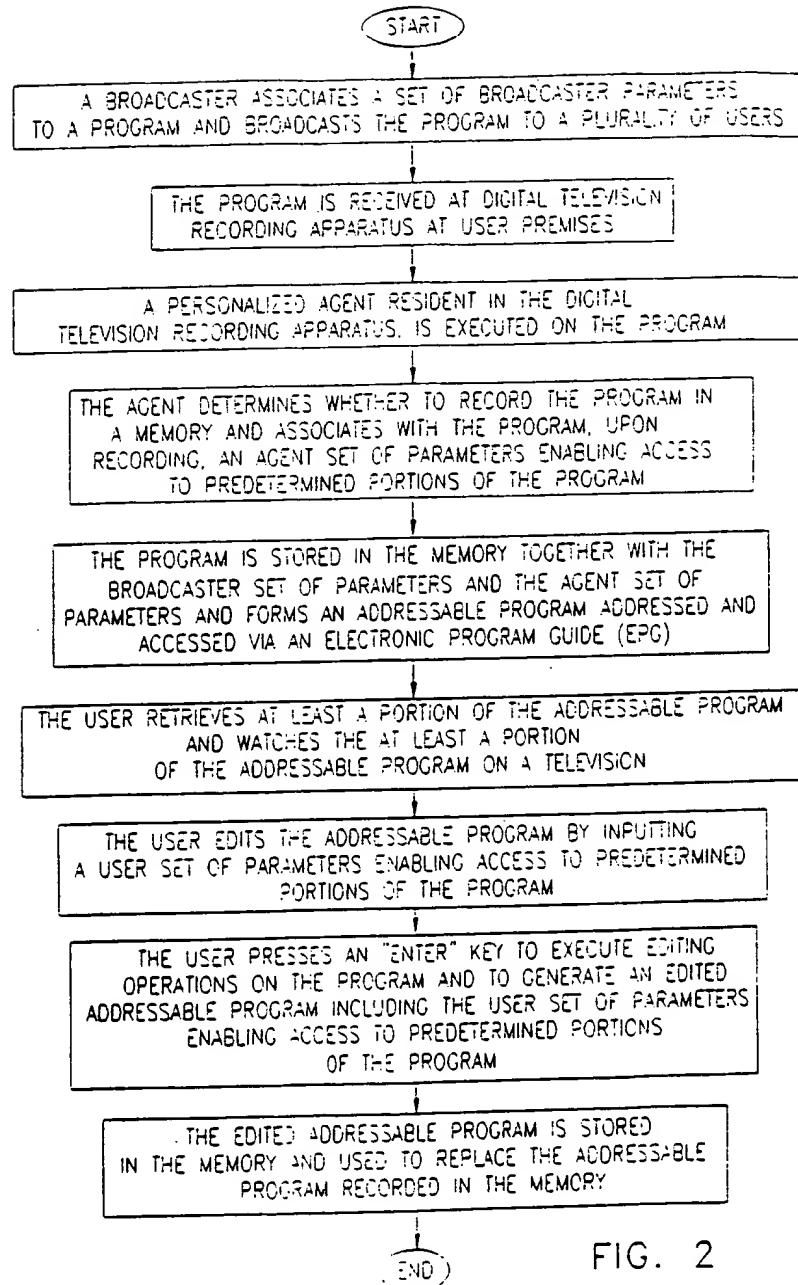 START
A BROADCASTER ASSOCIATES A SET OF BROADCASTER PARAMETERS
TO A PROGRAM AND BROADCASTS THE PROGRAM TO A PLURALITY OF USERS
THE PROGRAM IS RECEIVED AT DIGITAL TELEVISION
RECORDING APPARATUS AT USER PREMISES
A PERSONALIZED AGENT RESIDENT IN THE DIGITAL
TELEVISION RECORDING APPARATUS, IS EXECUTED ON THE PROGRAM
THE AGENT DETERMINES WHETHER TO RECORD THE PROGRAM IN
A MEMORY AND ASSOCIATES WITH THE PROGRAM, UPON
RECORDING, AN AGENT SET OF PARAMETERS ENABLING ACCESS
TO PREDETERMINED PORTIONS OF THE PROGRAM
THE PROGRAM IS STORED IN THE MEMORY TOGETHER WITH THE
BROADCASTER SET OF PARAMETERS AND THE AGENT SET OF
PARAMETERS AND FORMS AN ADDRESSABLE PROGRAM ADDRESSED AND
ACCESSED VIA AN ELECTRONIC PROGRAM GUIDE (EPG)
THE USER RETRIEVES AT LEAST A PORTION OF THE ADDRESSABLE PROGRAM
AND WATCHES THE AT LEAST A PORTION
OF THE ADDRESSABLE PROGRAM ON A TELEVISION
THE USER EDITS THE ADDRESSABLE PROGRAM BY INPUTTING
A USER SET OF PARAMETERS ENABLING ACCESS TO PREDETERMINED
PORTIONS OF THE PROGRAM
THE USER PRESSES AN "ENTER" KEY TO EXECUTE EDITING
OPERATIONS ON THE PROGRAM AND TO GENERATE AN EDITED
ADDRESSABLE PROGRAM INCLUDING THE USER SET OF PARAMETERS
ENABLING ACCESS TO PREDETERMINED PORTIONS
OF THE PROGRAM
THE EDITED ADDRESSABLE PROGRAM IS STORED
IN THE MEMORY AND USED TO REPLACE THE ADDRESSABLE
PROGRAM RECORDED IN THE MEMORY
END
FIG. 2